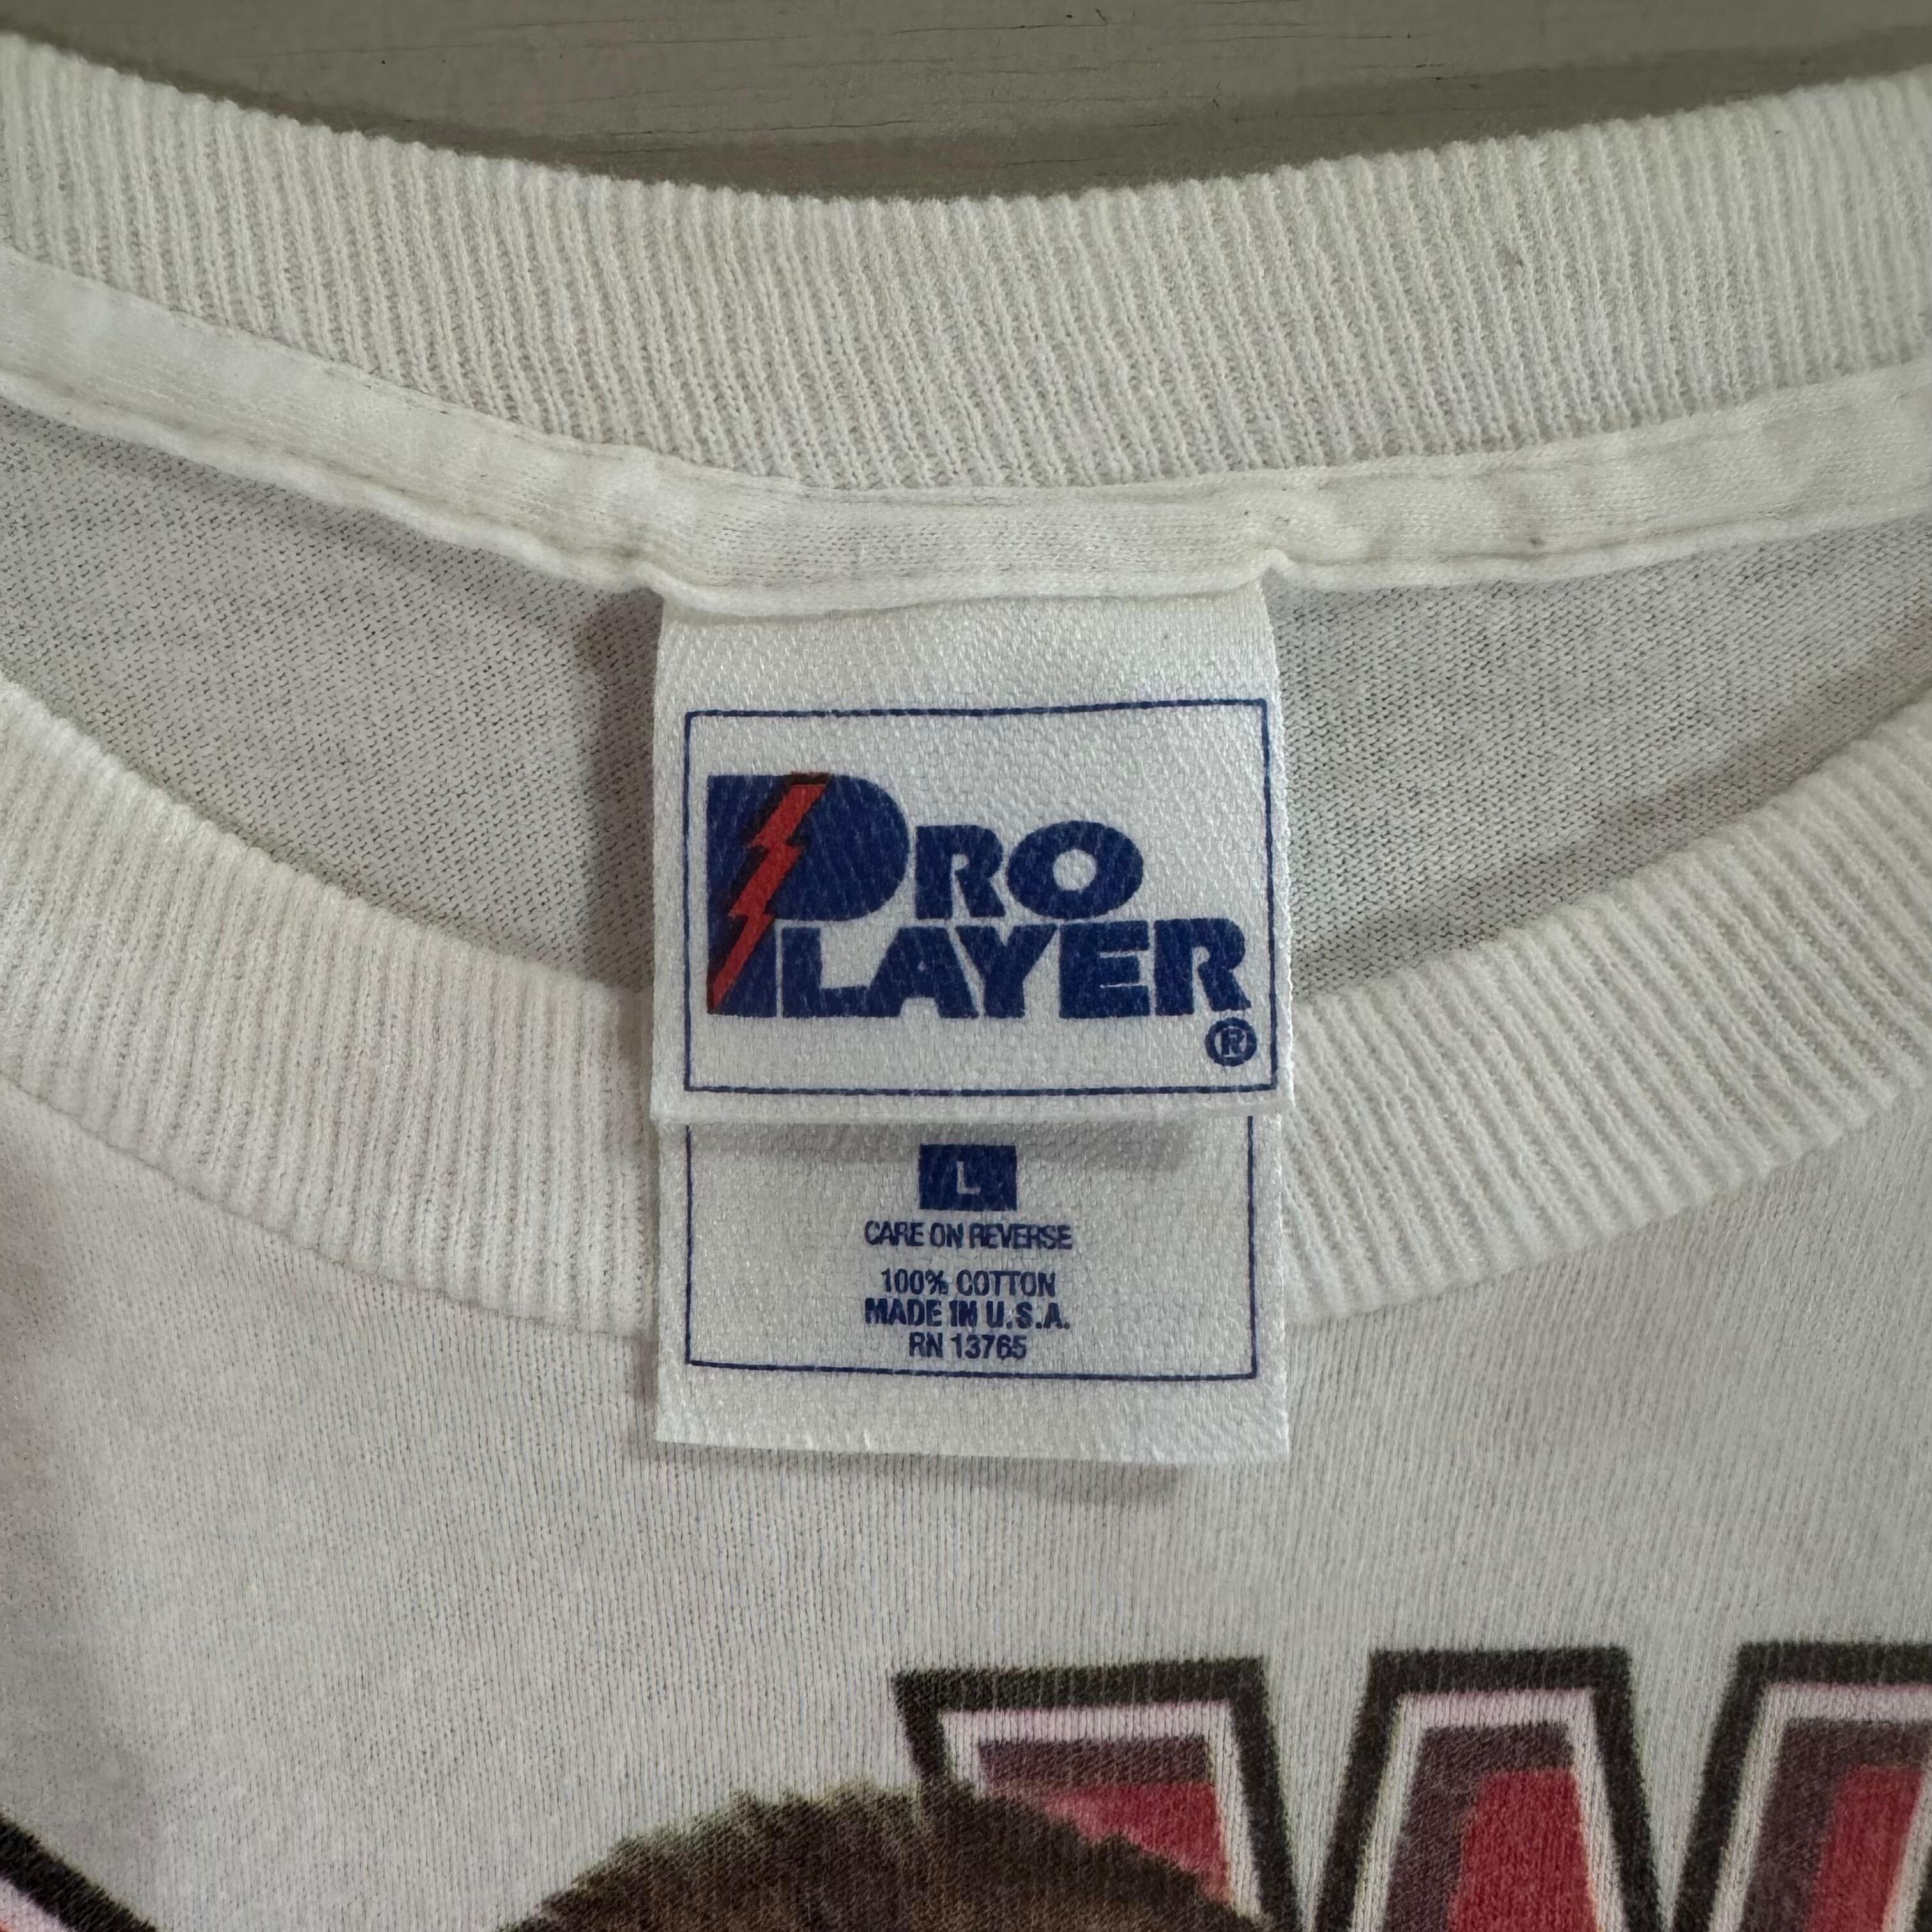 PRO
PLAYER
®
L
CARE ON REVERSE
100% COTTON
MADE IN U.S.A.
RN 13765